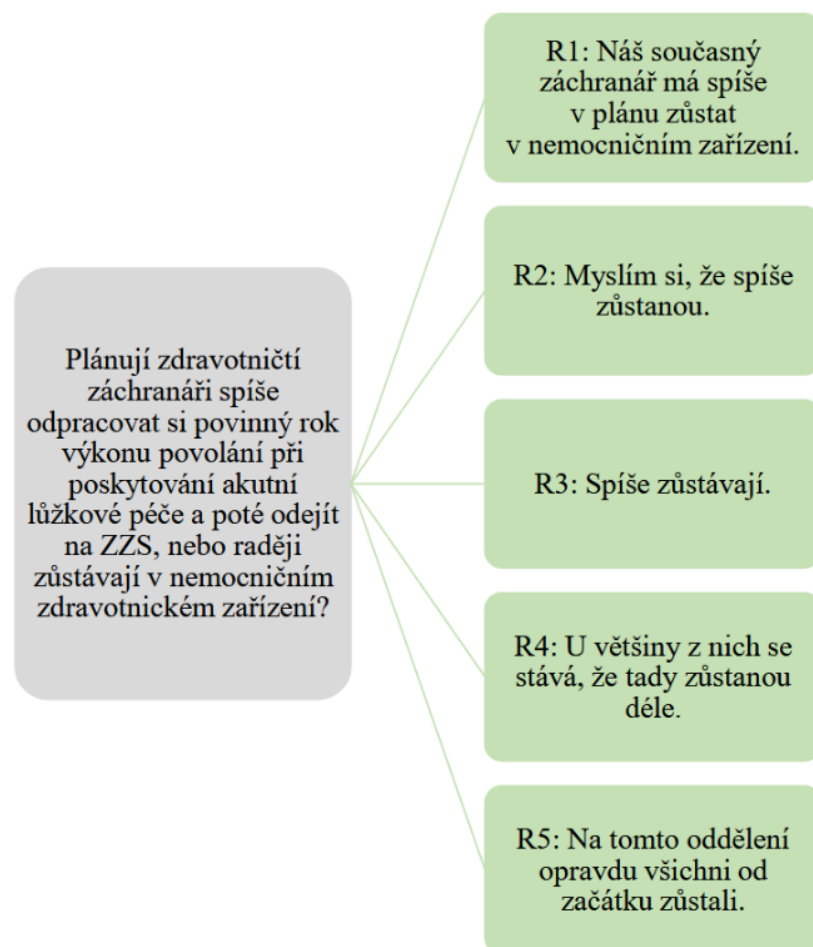 Plánují zdravotničtí
záchranáři spíše
odpracovat si povinný rok
výkonu povolání při
poskytování akutní
lůžkové péče a poté odejít
na ZZS, nebo raději
zůstávají v nemocničním
zdravotnickém zařízení?
R1: Náš současný
záchranář má spíše
v plánu zůstat
v nemocničním zařízení.
R2: Myslím si, že spíše
zůstanou.
R3: Spíše zůstávají.
R4: U většiny z nich se
stává, že tady zůstanou
déle.
R5: Na tomto oddělení
opravdu všichni od
začátku zůstali.